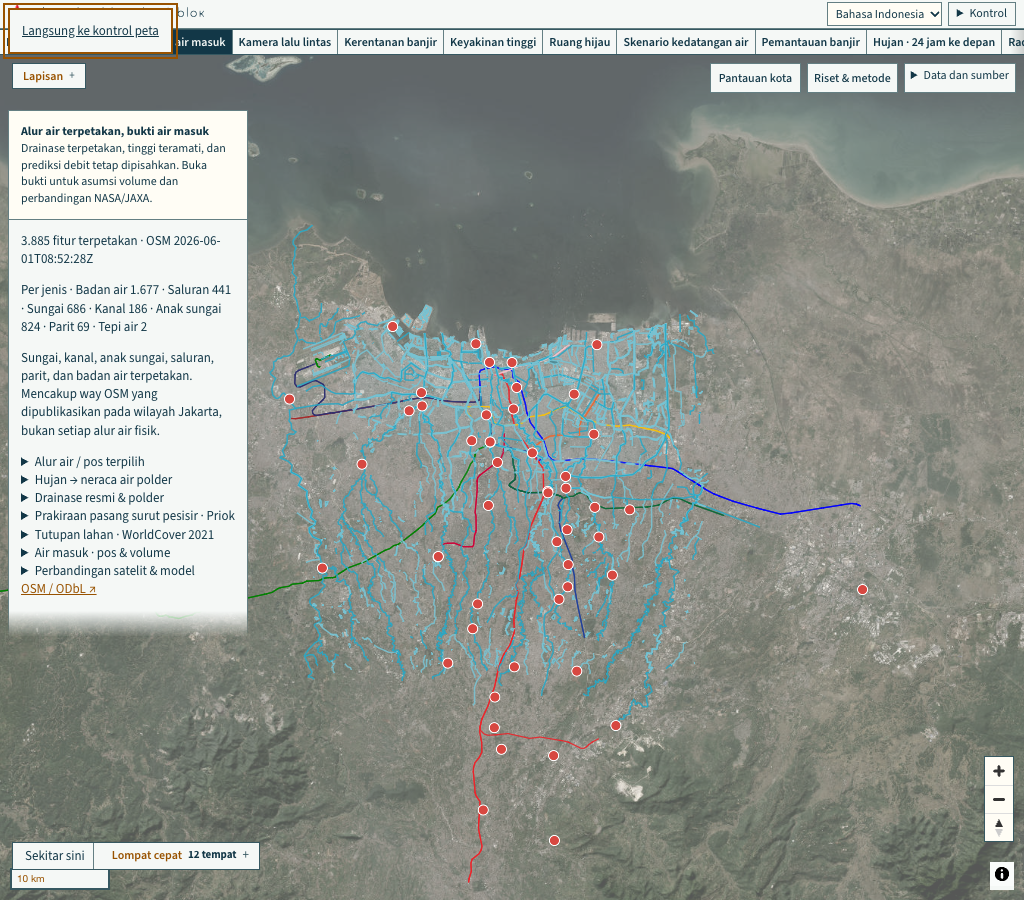 olok
Langsung ke kontrol peta
Bahasa Indonesia
▶ Kontrol
air masuk
Kamera lalu lintas
Kerentanan banjir
Keyakinan tinggi
Ruang hijau
Skenario kedatangan air
Pemantauan banjir
Hujan · 24 jam ke depan
Lapisan +
Pantauan kota
Riset & metode
▶ Data dan sumber
Alur air terpetakan, bukti air masuk
Drainase terpetakan, tinggi teramati, dan
prediksi debit tetap dipisahkan. Buka
bukti untuk asumsi volume dan
perbandingan NASA/JAXA.
3.885 fitur terpetakan · OSM 2026-06-
01T08:52:28Z
Per jenis · Badan air 1.677 · Saluran 441
· Sungai 686 · Kanal 186 · Anak sungai
824 · Parit 69 · Tepi air 2
Sungai, kanal, anak sungai, saluran,
parit, dan badan air terpetakan.
Mencakup way OSM yang
dipublikasikan pada wilayah Jakarta,
bukan setiap alur air fisik.
▶ Alur air / pos terpilih
▶ Hujan → neraca air polder
▶ Drainase resmi & polder
▶ Prakiraan pasang surut pesisir · Priok
▶ Tutupan lahan · WorldCover 2021
▶ Air masuk · pos & volume
▶ Perbandingan satelit & model
OSM / ODbL ↗
Sekitar sini
Lompat cepat 12 tempat +
10 km